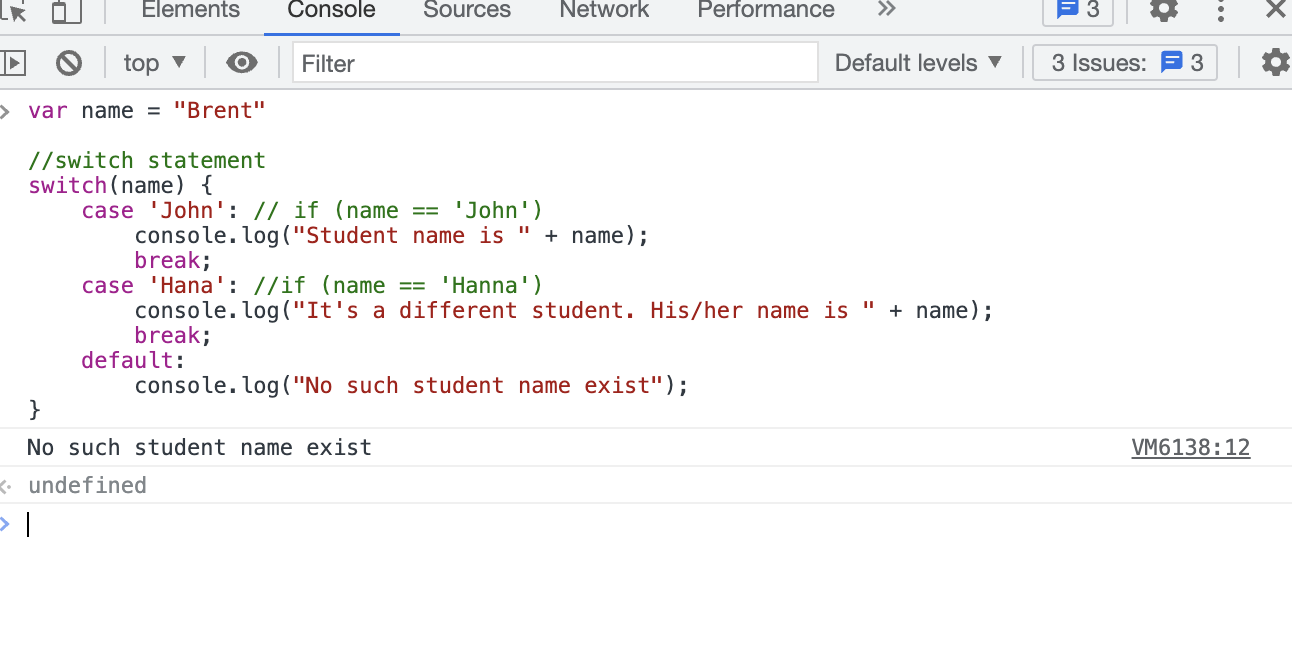 Elements Console Sources Network Performance » 3
top ▼ Filter Default levels ▼ 3 Issues: 3
> var name = "Brent"
//switch statement
switch(name) {
    case 'John': // if (name == 'John')
        console.log("Student name is " + name);
        break;
    case 'Hana': //if (name == 'Hanna')
        console.log("It's a different student. His/her name is " + name);
        break;
    default:
        console.log("No such student name exist");
}
No such student name exist VM6138:12
undefined
>